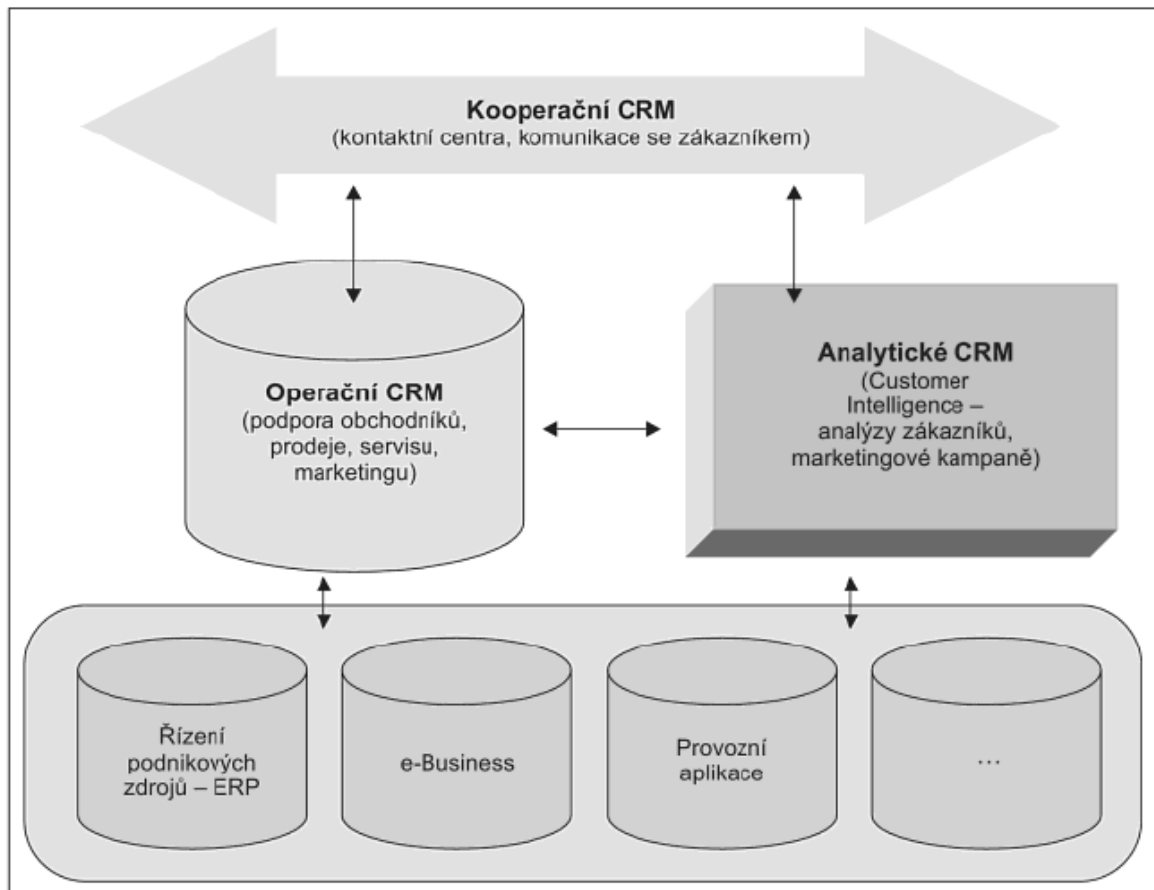 Kooperační CRM
(kontaktní centra, komunikace se zákazníkem)
Operační CRM
(podpora obchodníků,
prodeje, servisu,
marketingu)
Analytické CRM
(Customer
Intelligence –
analýzy zákazníků,
marketingové kampaně)
Řízení
podnikových
zdrojů – ERP
e-Business
Provozní
aplikace
…